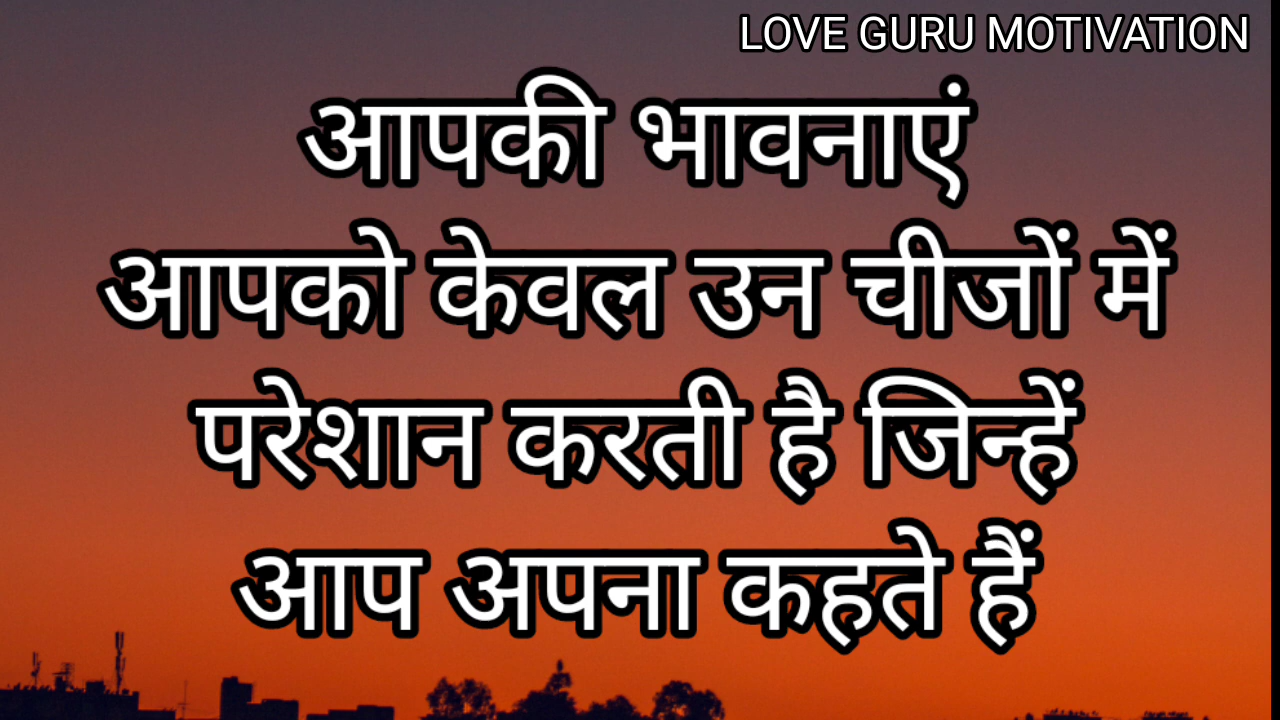 LOVE GURU MOTIVATION
आपकी भावनाएं
आपको केवल उन चीजों में
परेशान करती है जिन्हें
आप अपना कहते हैं